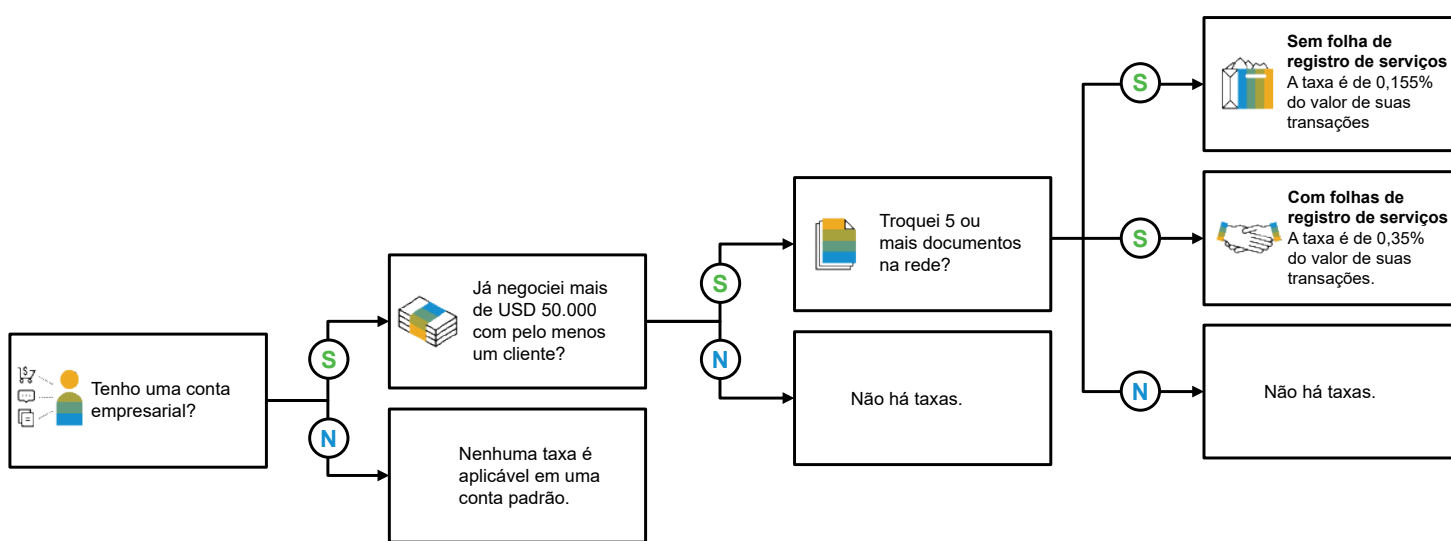 Tenho uma conta
empresarial?
S
N
Já negociei mais
de USD 50.000
com pelo menos
um cliente?
Nenhuma taxa é
aplicável em uma
conta padrão.
S
N
Troquei 5 ou
mais documentos
na rede?
Não há taxas.
S
S
N
Sem folha de
registro de serviços
A taxa é de 0,155%
do valor de suas
transações
Com folhas de
registro de serviços
A taxa é de 0,35%
do valor de suas
transações.
Não há taxas.